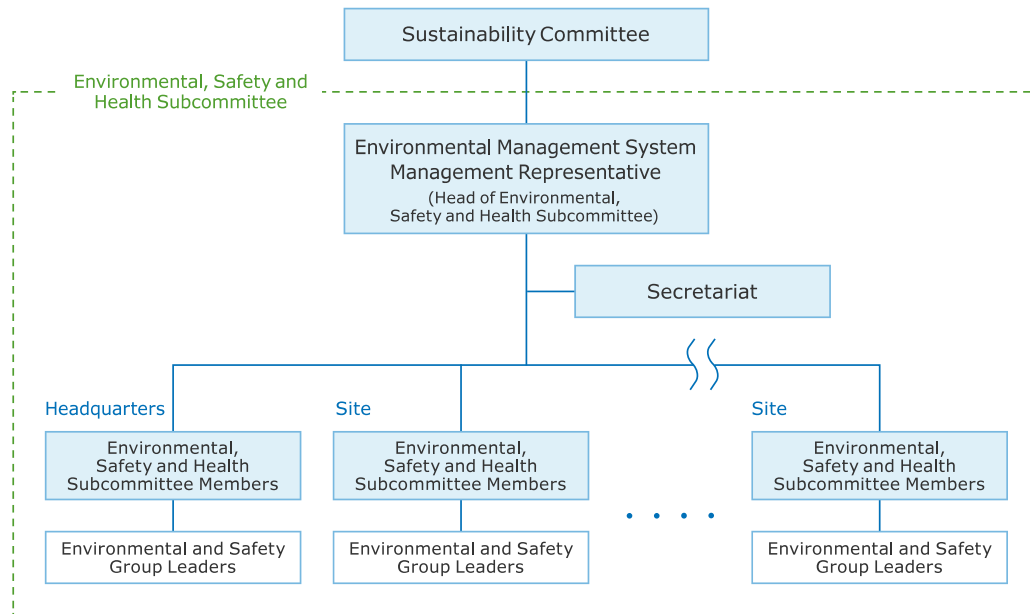 Sustainability Committee
Environmental, Safety and
Health Subcommittee
Environmental Management System
Management Representative
(Head of Environmental,
Safety and Health Subcommittee)
Secretariat
Headquarters
Environmental,
Safety and Health
Subcommittee Members
Environmental and Safety
Group Leaders
Site
Environmental,
Safety and Health
Subcommittee Members
Environmental and Safety
Group Leaders
Site
Environmental,
Safety and Health
Subcommittee Members
Environmental and Safety
Group Leaders